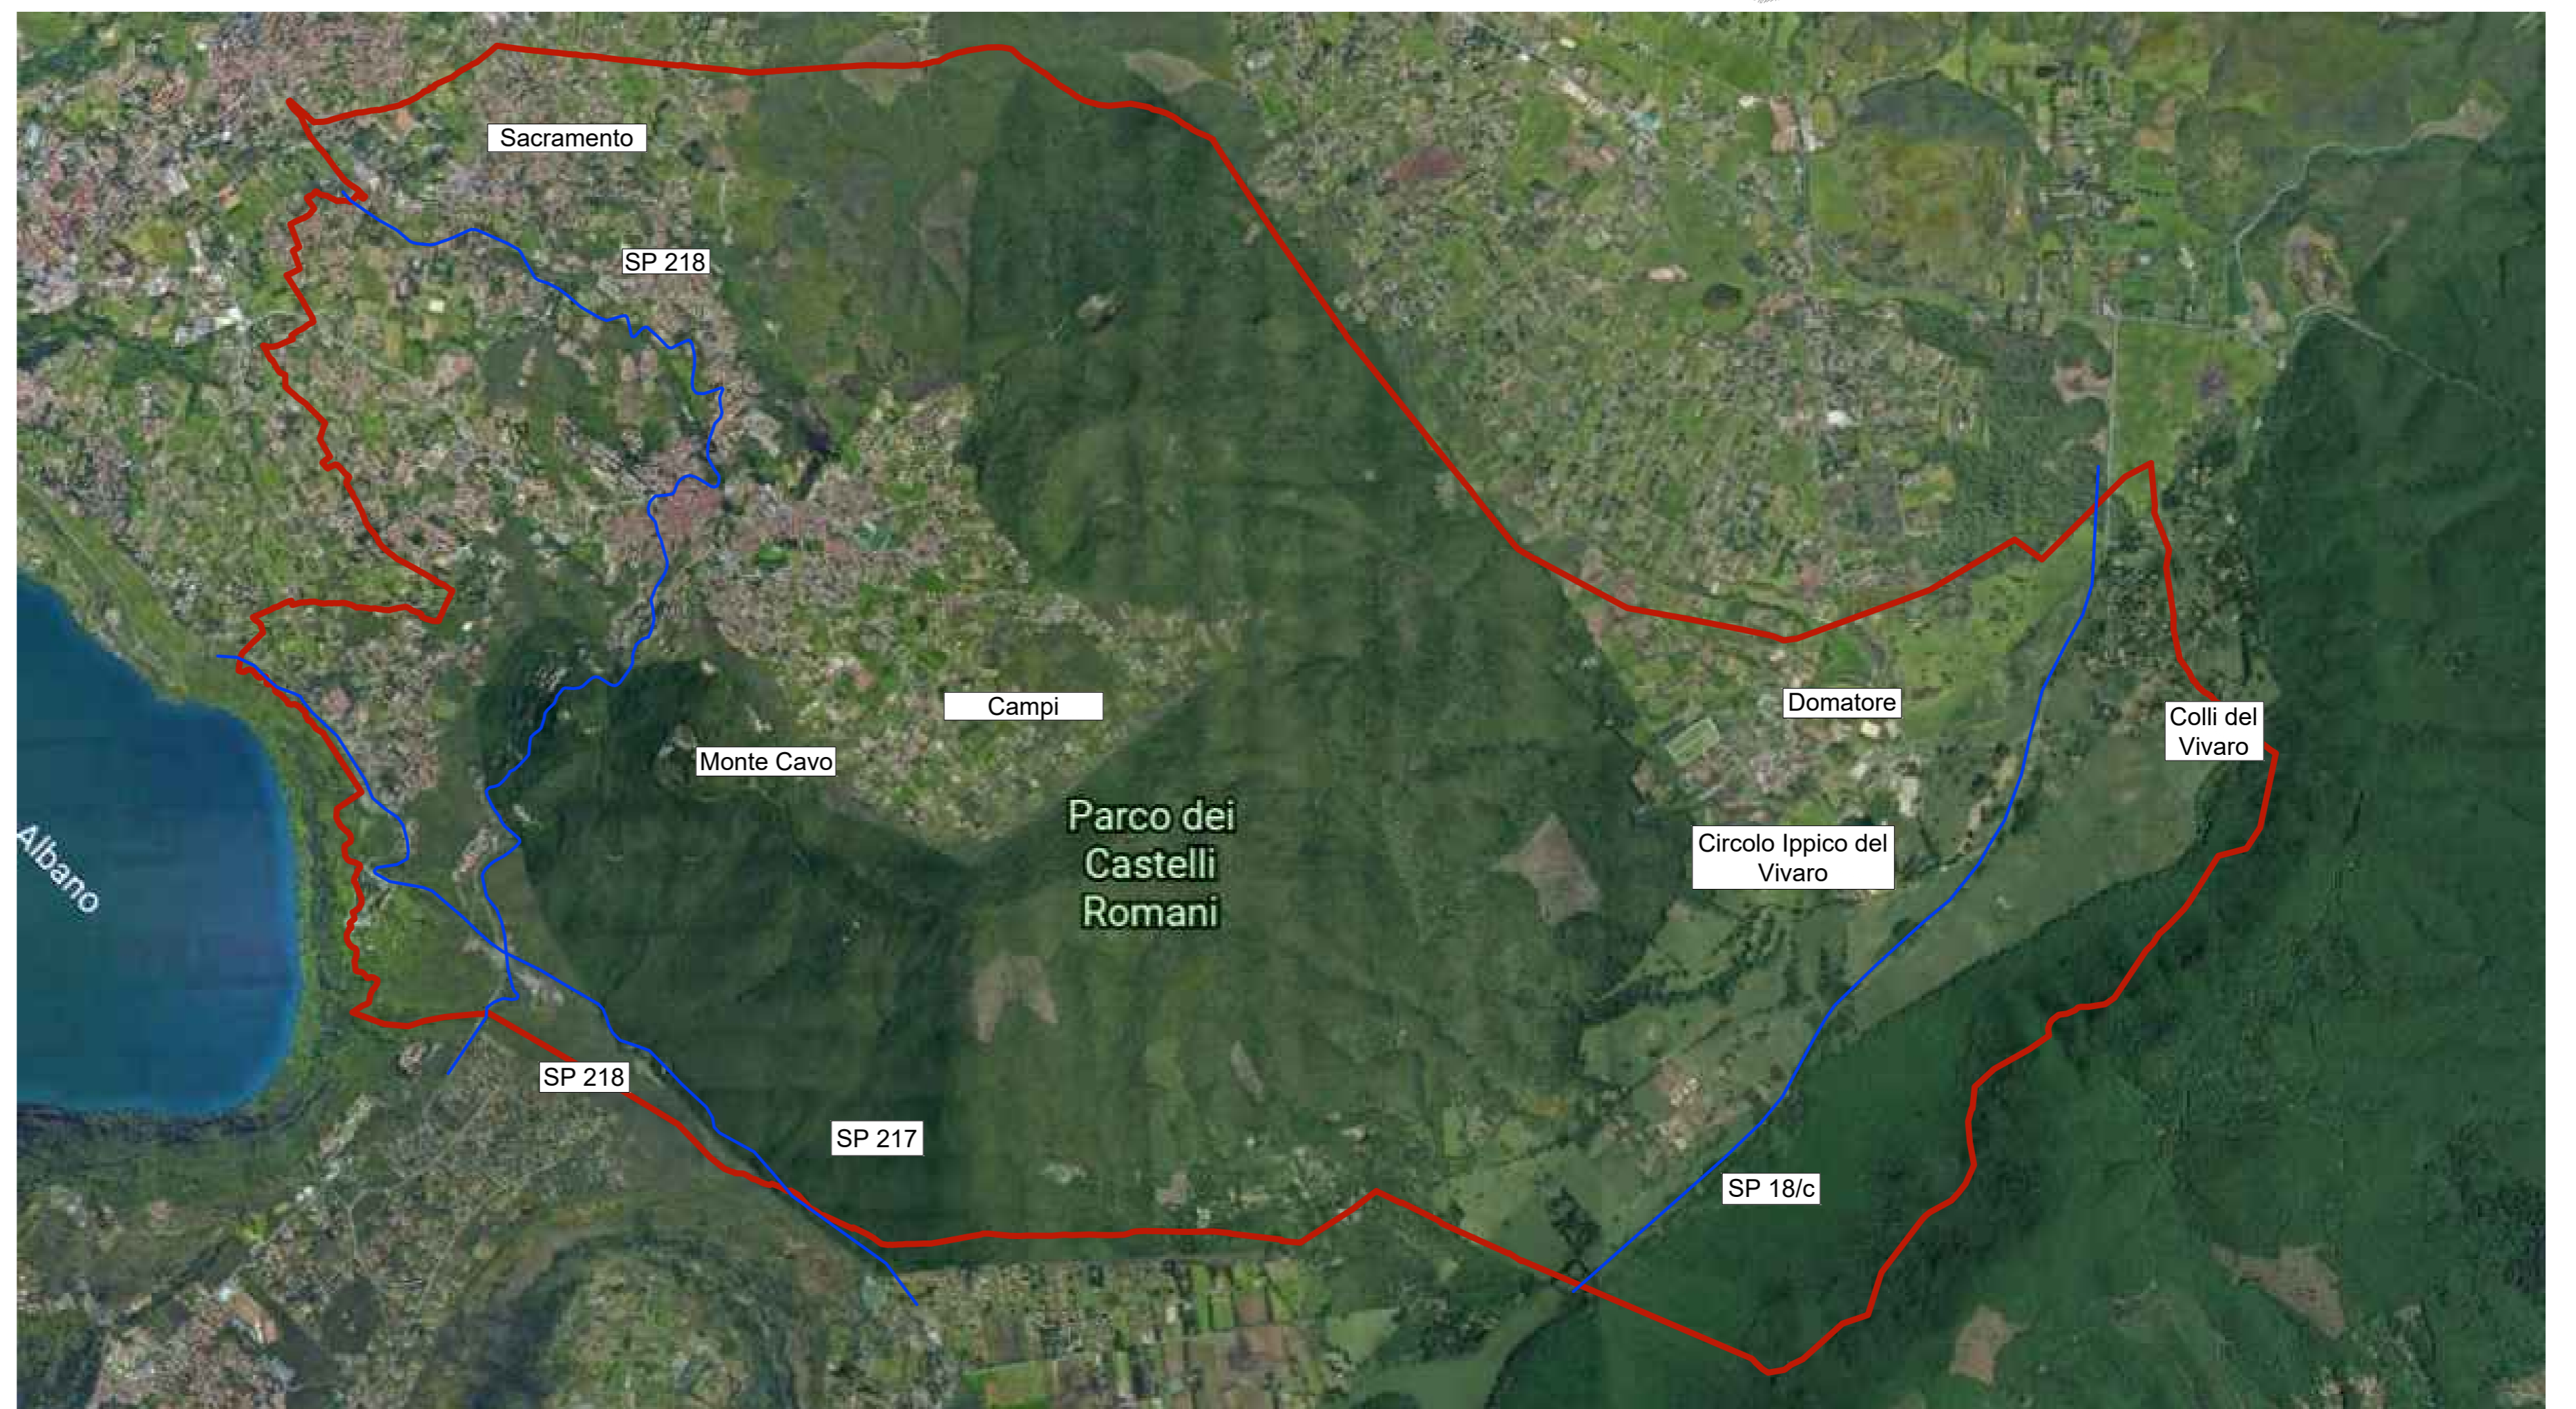 Sacramento
SP 218
Campi
Domatore
Colli del
Vivaro
Monte Cavo
Parco dei
Castelli
Romani
Circolo Ippico del
Vivaro
Albano
SP 218
SP 217
SP 18/c